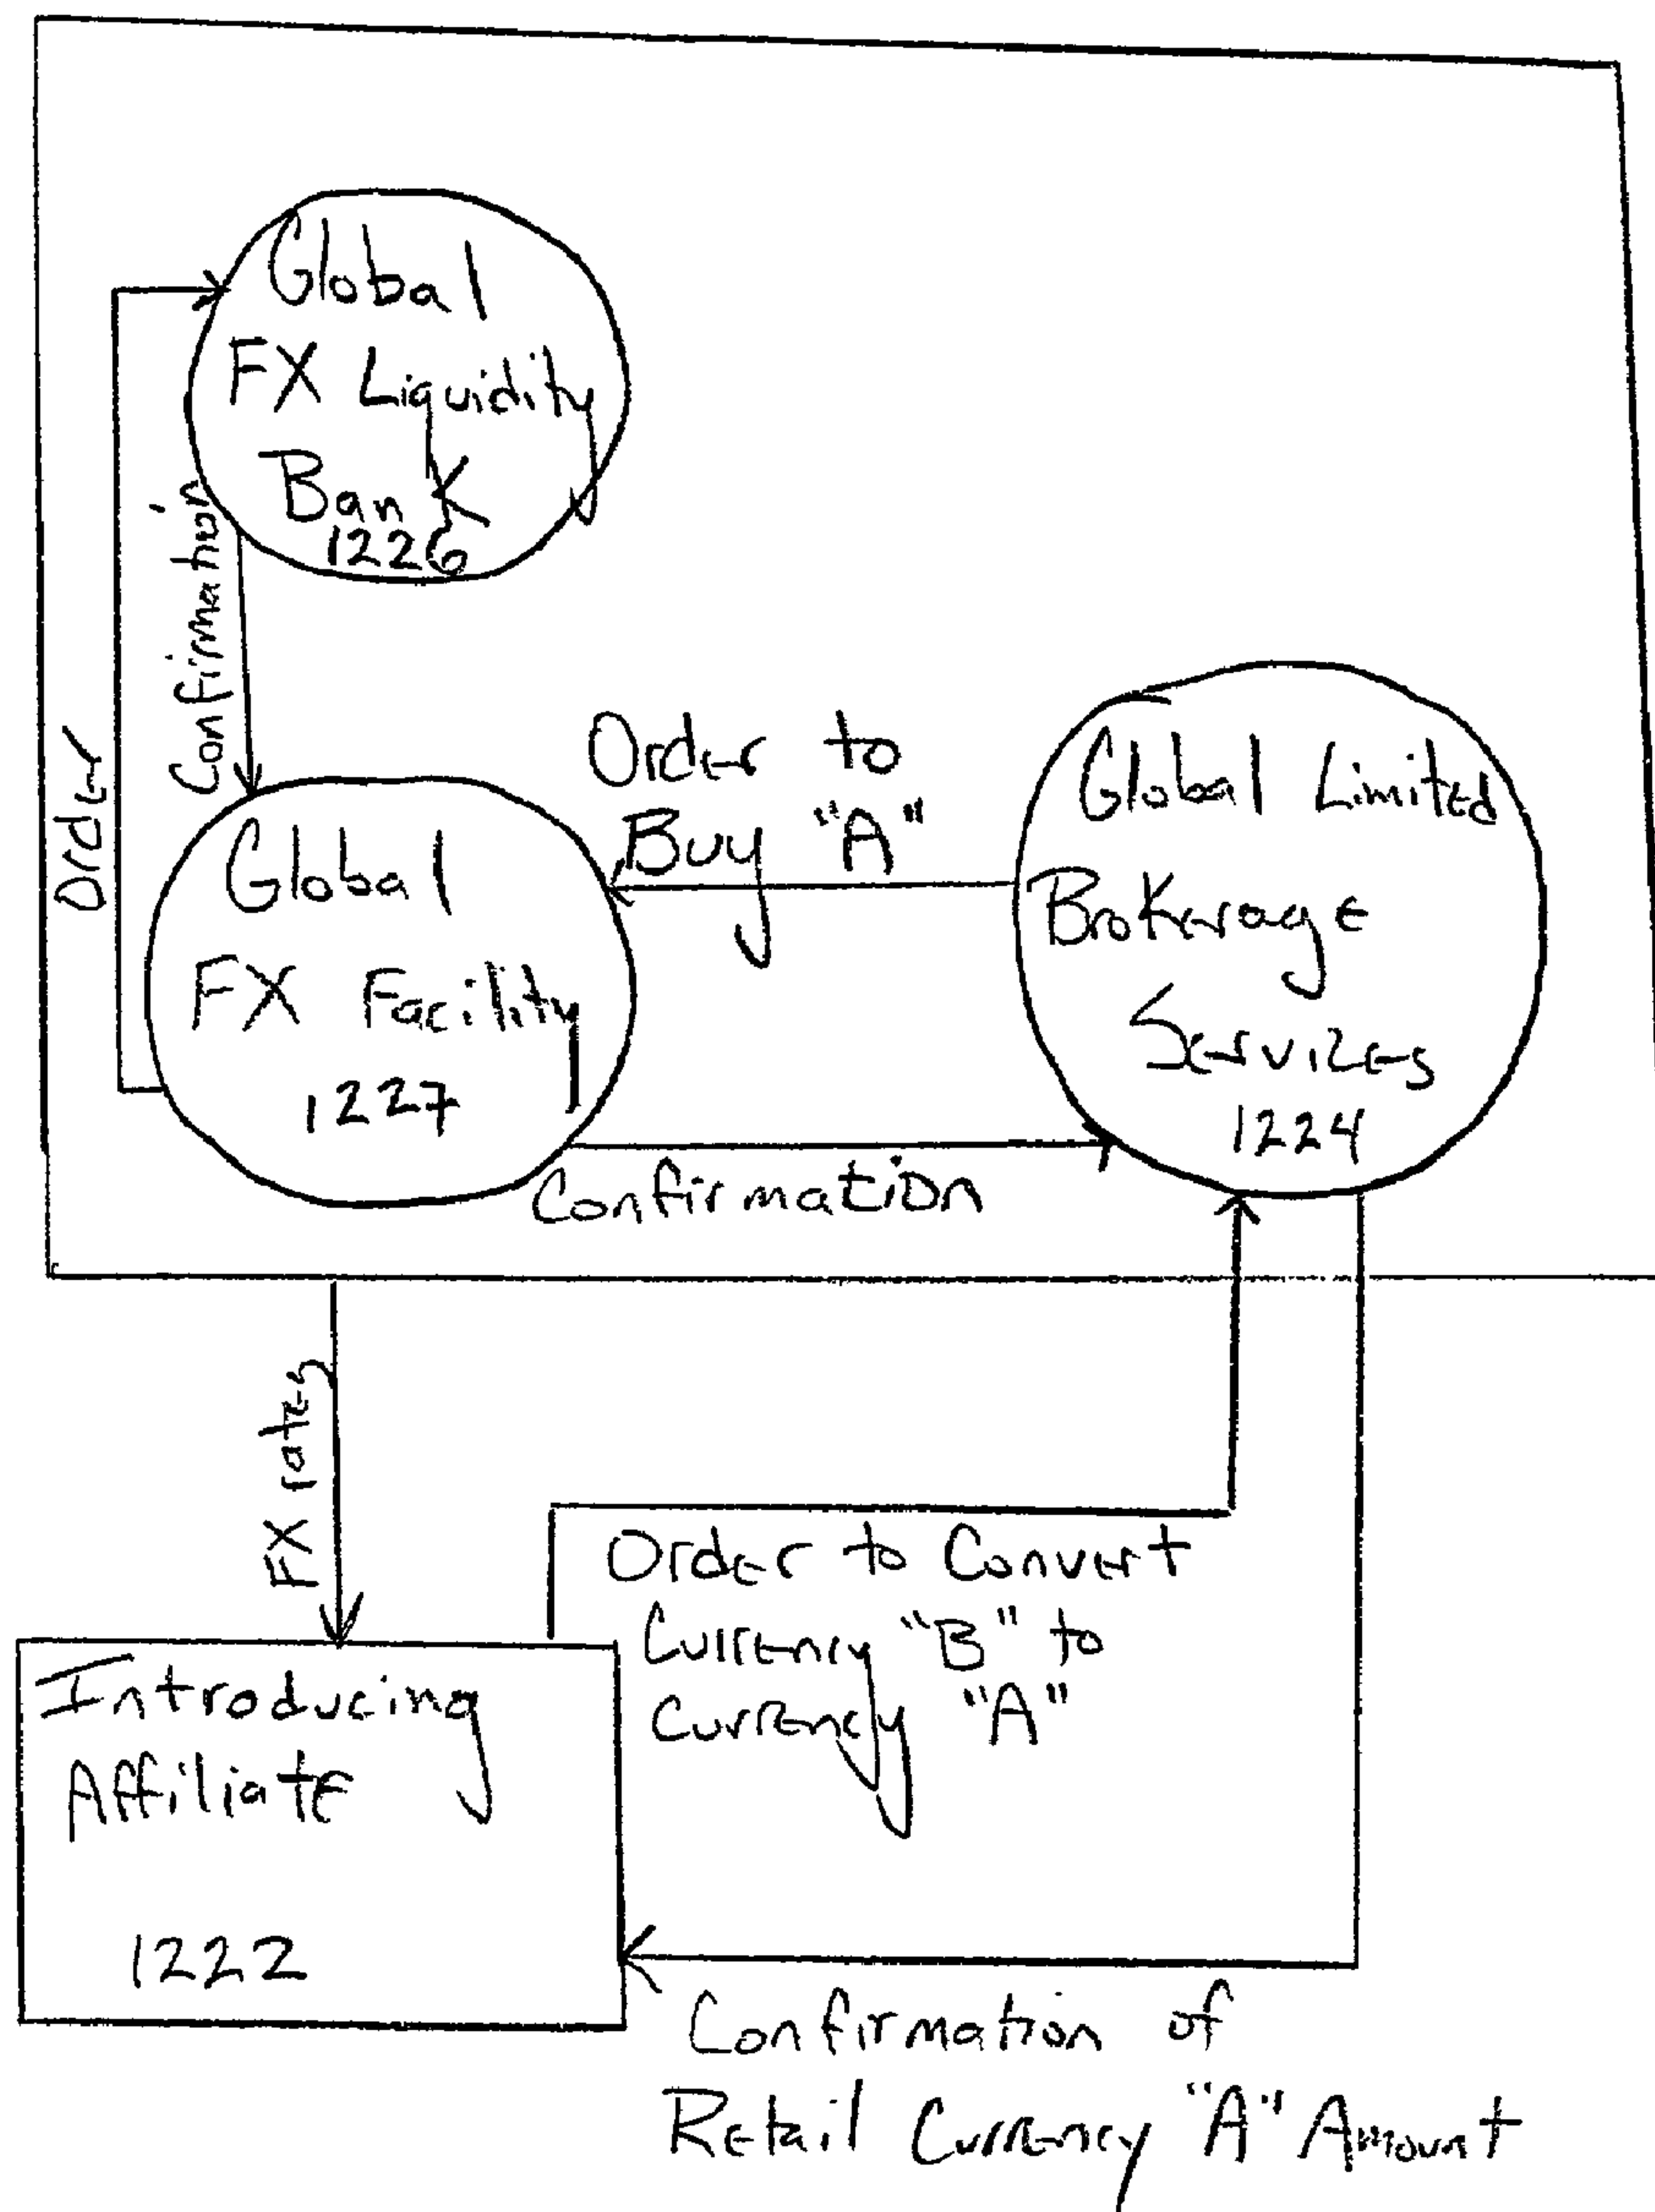 Global
FX Liquidity
Bank
1226
Confirmation
Order
Order to
Buy "A"
Global Limited
Brokerage
Services
1224
Global
FX Facility
1227
Confirmation
FX rates
Order to Convert
Currency "B" to
Currency "A"
Introducing
Affiliate
1222
Confirmation of
Retail Currency "A" Amount